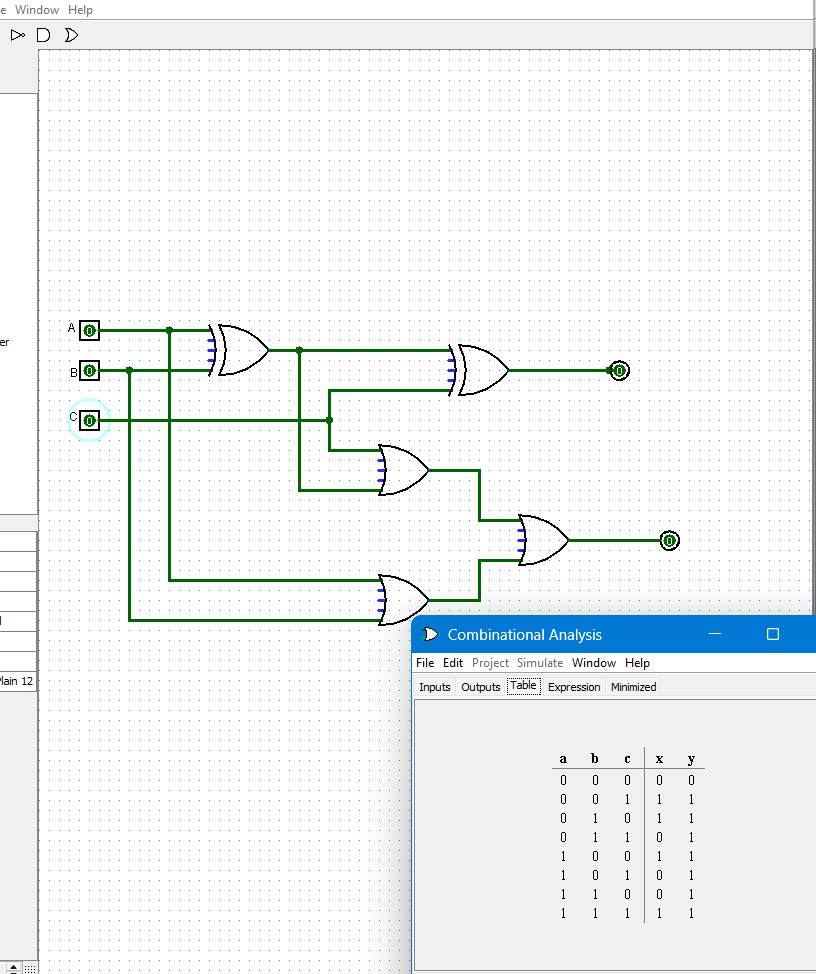 e Window Help
er
A
0
B
0
0
C
0
0
l
Plain 12
Combinational Analysis
File Edit Project Simulate Window Help
Inputs Outputs Table Expression Minimized
a b c x y
0 0 0 0 0
0 0 1 1 1
0 1 0 1 1
0 1 1 0 1
1 0 0 1 1
1 0 1 0 1
1 1 0 0 1
1 1 1 1 1